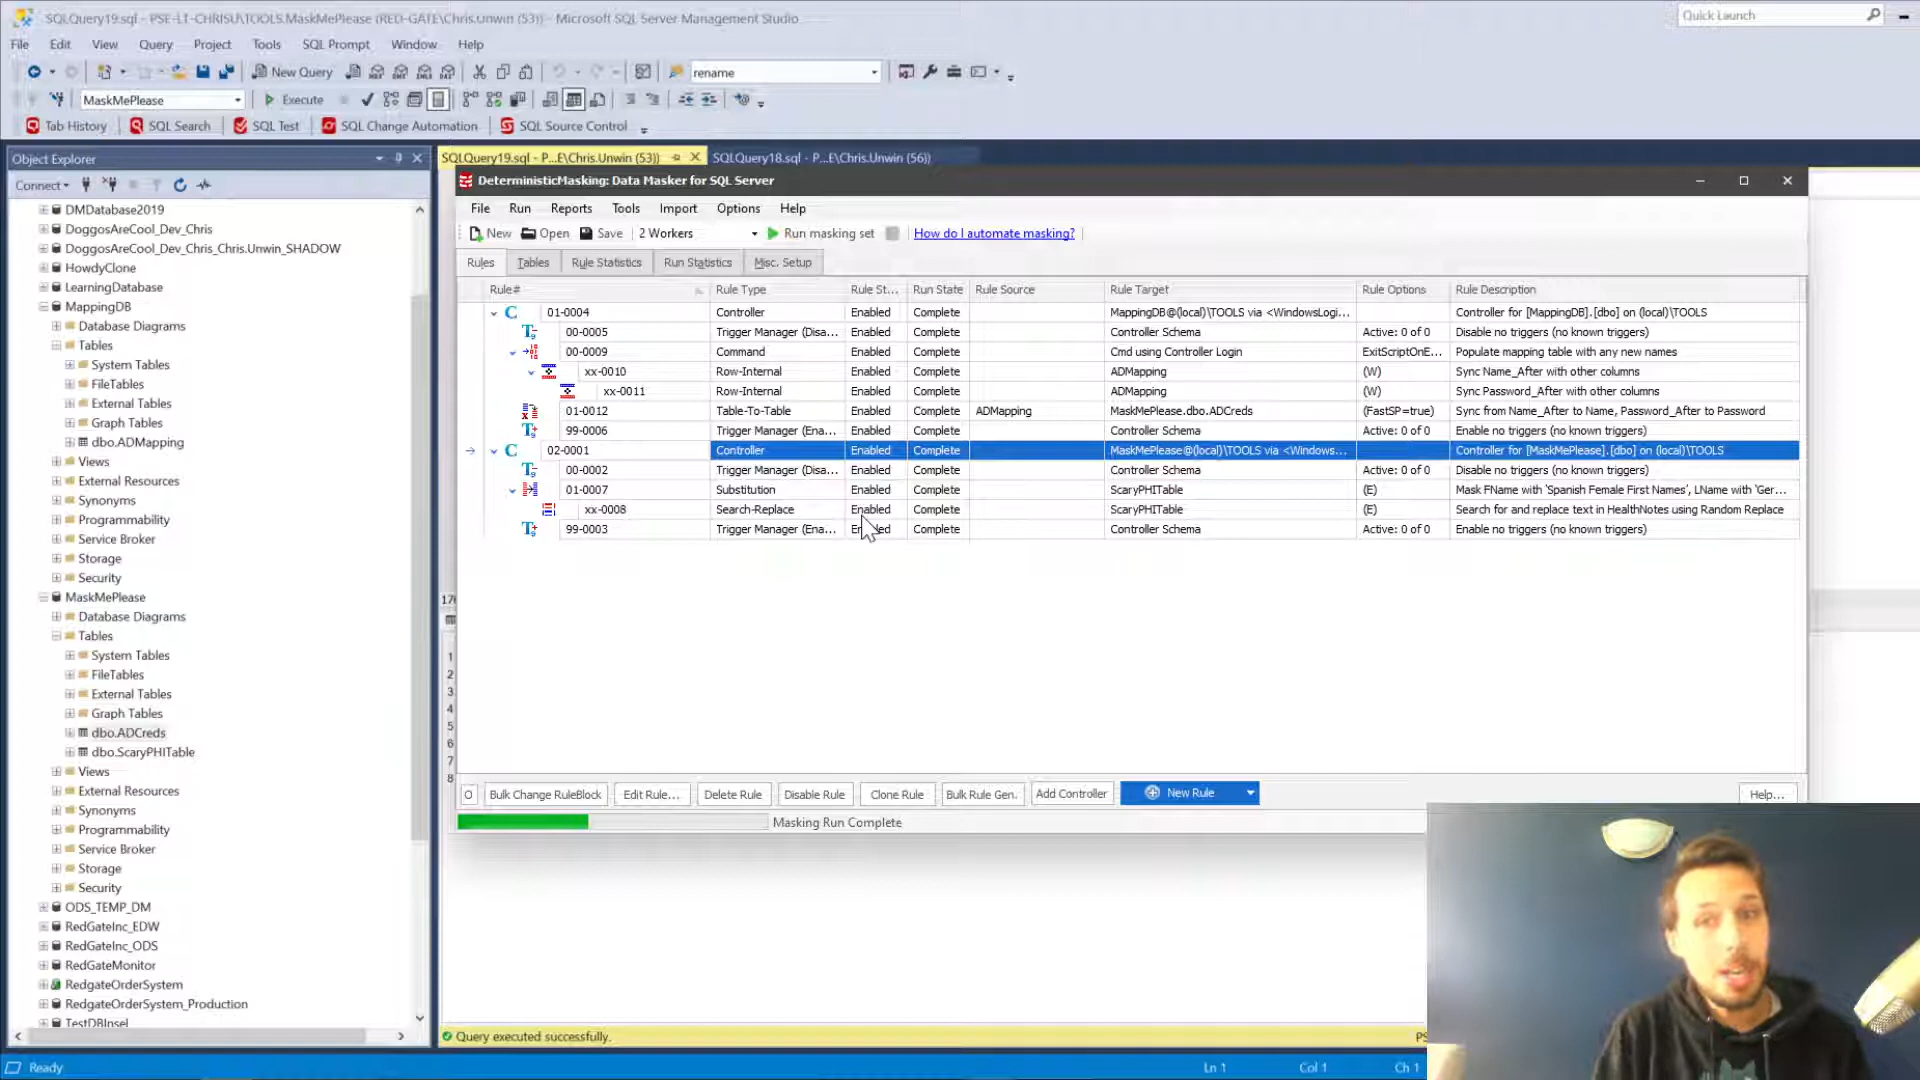 SQLQuery19.sql - PSE-LT-CHRISU\TOOLS.MaskMePlease (RED-GATE\Chris.Unwin (53)) - Microsoft SQL Server Management Studio
Quick Launch
File Edit View Query Project Tools SQL Prompt Window Help
New Query
rename
MaskMePlease
Execute
Tab History SQL Search SQL Test SQL Change Automation SQL Source Control
Object Explorer
Connect
DMDatabase2019
DoggosAreCool_Dev_Chris
DoggosAreCool_Dev_Chris_Chris.Unwin_SHADOW
HowdyClone
LearningDatabase
MappingDB
Database Diagrams
Tables
System Tables
FileTables
External Tables
Graph Tables
dbo.ADMapping
Views
External Resources
Synonyms
Programmability
Service Broker
Storage
Security
MaskMePlease
Database Diagrams
Tables
System Tables
FileTables
External Tables
Graph Tables
dbo.ADCreds
dbo.ScaryPHITable
Views
External Resources
Synonyms
Programmability
Service Broker
Storage
Security
ODS_TEMP_DM
RedGateInc_EDW
RedGateInc_ODS
RedGateMonitor
RedgateOrderSystem
RedgateOrderSystem_Production
TestDBInsel
SQLQuery19.sql - P...E\Chris.Unwin (53))
SQLQuery18.sql - P...E\Chris.Unwin (56))
DeterministicMasking: Data Masker for SQL Server
File Run Reports Tools Import Options Help
New Open Save 2 Workers Run masking set How do I automate masking?
Rules Tables Rule Statistics Run Statistics Misc. Setup
Rule# Rule Type Rule St... Run State Rule Source Rule Target Rule Options Rule Description
01-0004 Controller Enabled Complete MappingDB@(local)\TOOLS via <WindowsLogi... Controller for [MappingDB].[dbo] on (local)\TOOLS
00-0005 Trigger Manager (Disa... Enabled Complete Controller Schema Active: 0 of 0 Disable no triggers (no known triggers)
00-0009 Command Enabled Complete Cmd using Controller Login ExitScriptOnE... Populate mapping table with any new names
xx-0010 Row-Internal Enabled Complete ADMapping (W) Sync Name_After with other columns
xx-0011 Row-Internal Enabled Complete ADMapping (W) Sync Password_After with other columns
01-0012 Table-To-Table Enabled Complete ADMapping MaskMePlease.dbo.ADCreds (FastSP=true) Sync from Name_After to Name, Password_After to Password
99-0006 Trigger Manager (Ena... Enabled Complete Controller Schema Active: 0 of 0 Enable no triggers (no known triggers)
02-0001 Controller Enabled Complete MaskMePlease@(local)\TOOLS via <Windows... Controller for [MaskMePlease].[dbo] on (local)\TOOLS
00-0002 Trigger Manager (Disa... Enabled Complete Controller Schema Active: 0 of 0 Disable no triggers (no known triggers)
01-0007 Substitution Enabled Complete ScaryPHITable (E) Mask FName with 'Spanish Female First Names', LName with 'Ger...
xx-0008 Search-Replace Enabled Complete ScaryPHITable (E) Search for and replace text in HealthNotes using Random Replace
99-0003 Trigger Manager (Ena... Enabled Complete Controller Schema Active: 0 of 0 Enable no triggers (no known triggers)
1
2
3
4
5
6
7
8
O Bulk Change RuleBlock Edit Rule... Delete Rule Disable Rule Clone Rule Bulk Rule Gen. Add Controller New Rule Help...
Masking Run Complete
Query executed successfully.
Ready Ln 1 Col 1 Ch 1